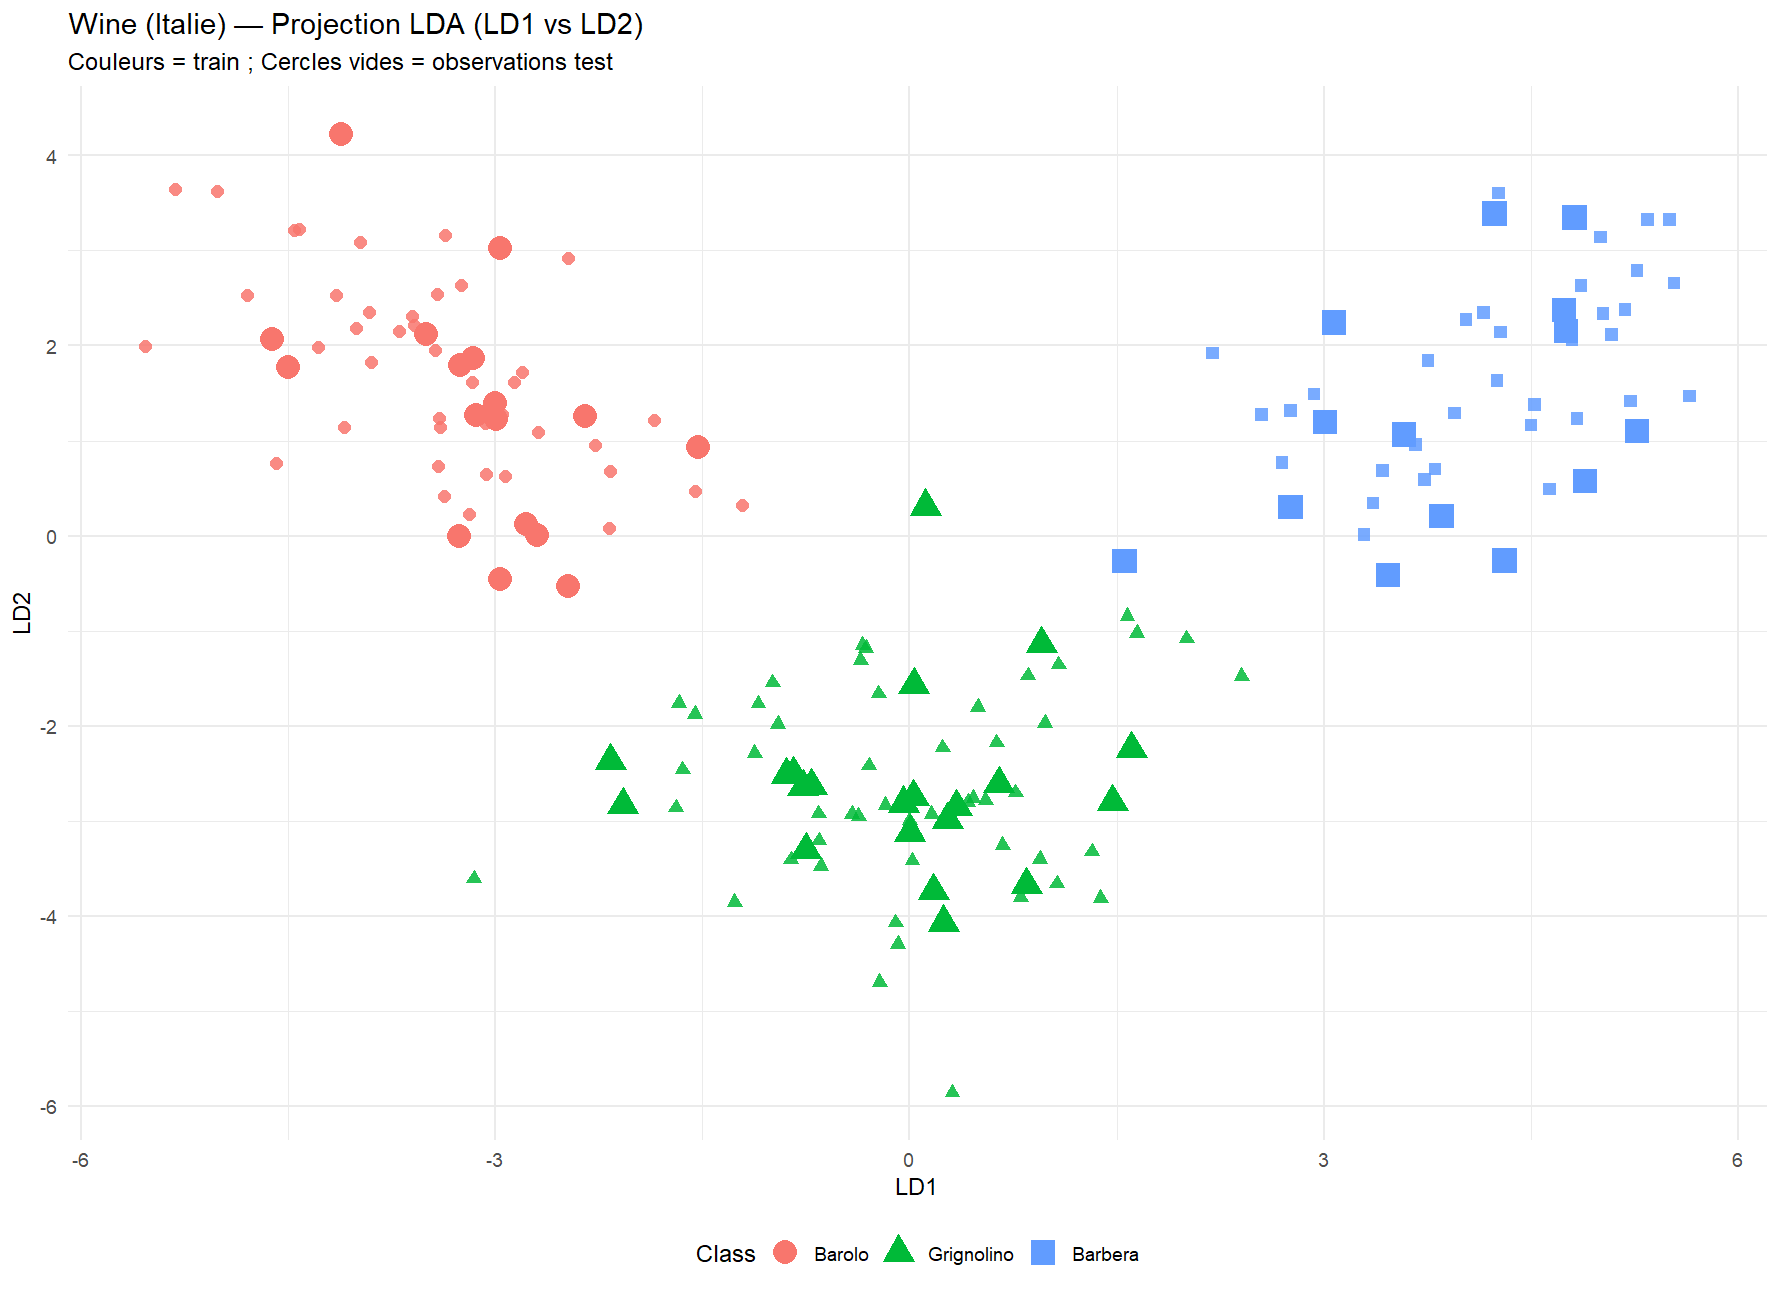 Wine (Italie) — Projection LDA (LD1 vs LD2)
Couleurs = train ; Cercles vides = observations test
4
2
0
-2
-4
-6
LD2
-6 -3 0 3 6
LD1
Class Barolo Grignolino Barbera